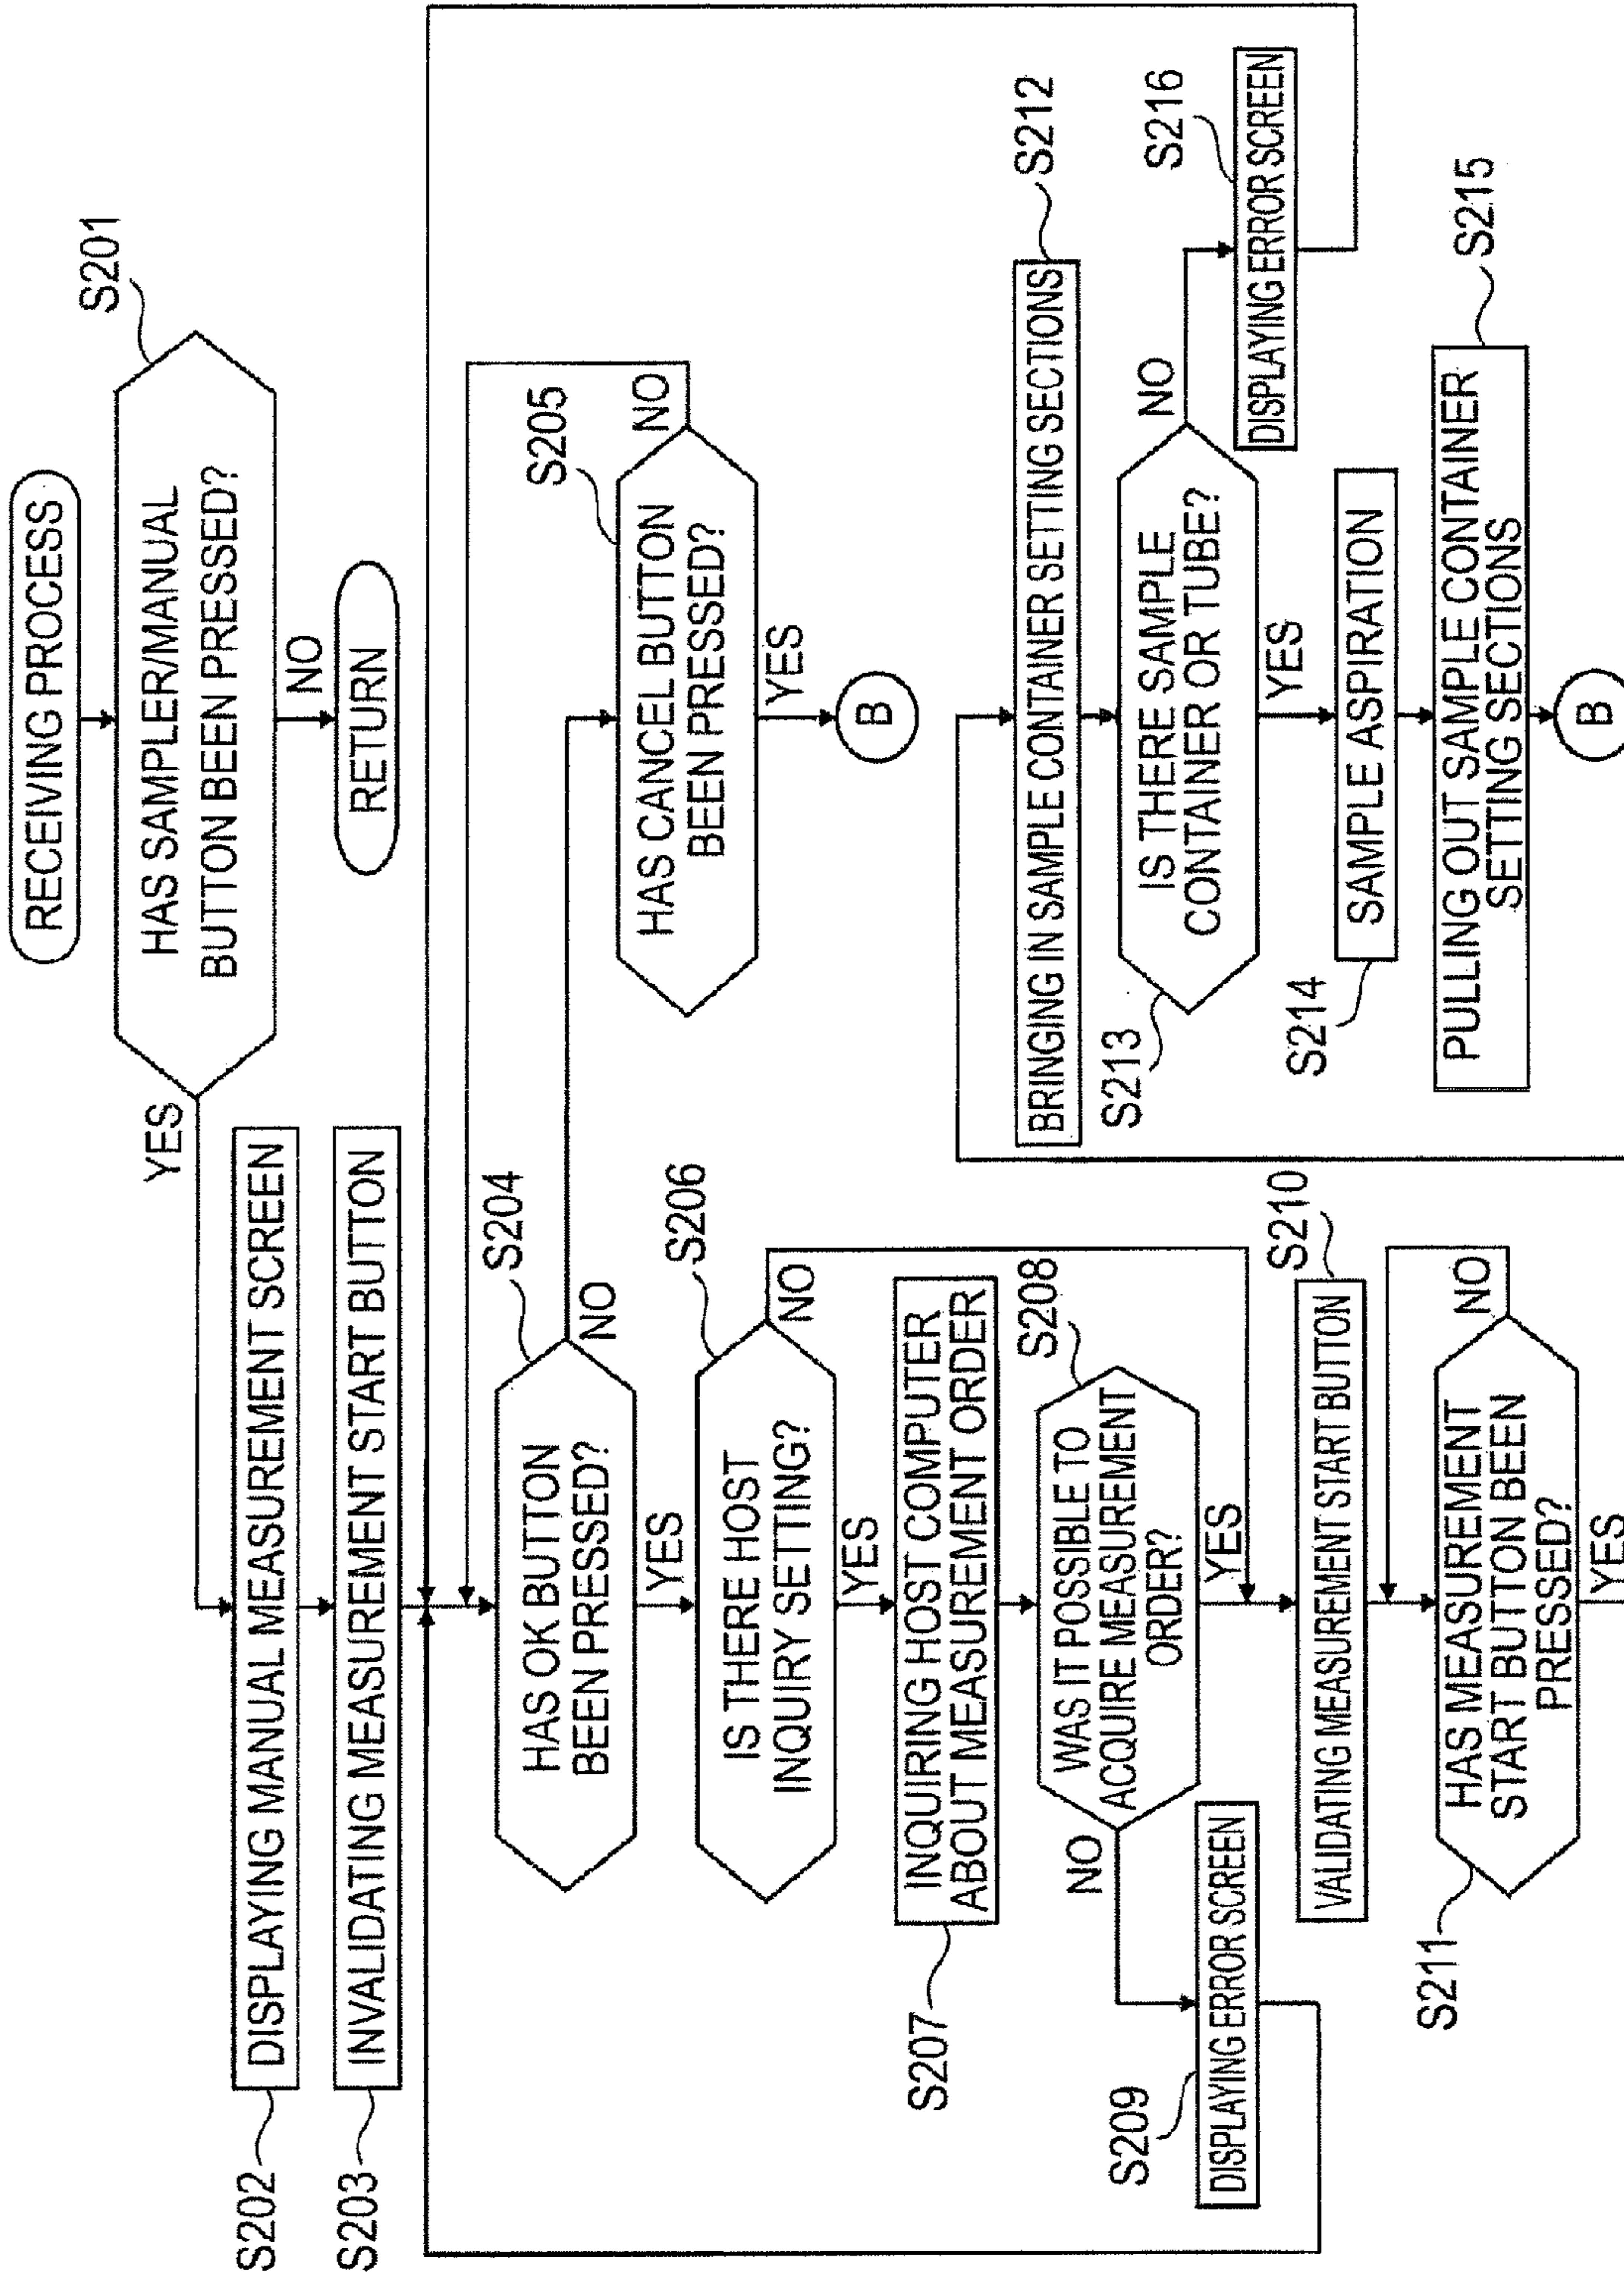 RECEIVING PROCESS
S201
HAS SAMPLER/MANUAL
BUTTON BEEN PRESSED?
YES
NO
RETURN
S202
DISPLAYING MANUAL MEASUREMENT SCREEN
S203
INVALIDATING MEASUREMENT START BUTTON
S204
HAS OK BUTTON
BEEN PRESSED?
NO
YES
S205
HAS CANCEL BUTTON
BEEN PRESSED?
NO
YES
B
S206
IS THERE HOST
INQUIRY SETTING?
NO
YES
S207
INQUIRING HOST COMPUTER
ABOUT MEASUREMENT ORDER
S208
WAS IT POSSIBLE TO
ACQUIRE MEASUREMENT
ORDER?
NO
YES
S209
DISPLAYING ERROR SCREEN
S210
VALIDATING MEASUREMENT START BUTTON
S211
HAS MEASUREMENT
START BUTTON BEEN
PRESSED?
NO
YES
S212
BRINGING IN SAMPLE CONTAINER SETTING SECTIONS
S213
IS THERE SAMPLE
CONTAINER OR TUBE?
NO
YES
S216
DISPLAYING ERROR SCREEN
S214
SAMPLE ASPIRATION
S215
PULLING OUT SAMPLE CONTAINER
SETTING SECTIONS
B